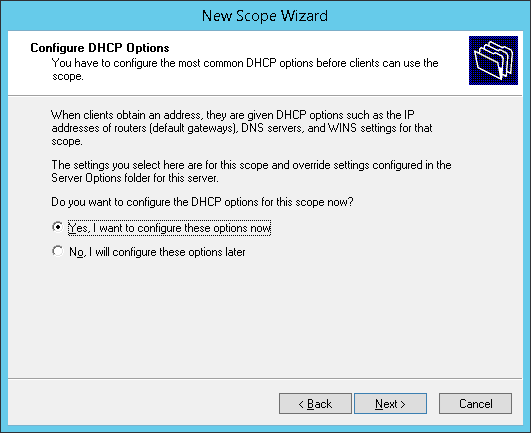 New Scope Wizard
Configure DHCP Options
You have to configure the most common DHCP options before clients can use the
scope.
When clients obtain an address, they are given DHCP options such as the IP
addresses of routers (default gateways), DNS servers, and WINS settings for that
scope.
The settings you select here are for this scope and override settings configured in the
Server Options folder for this server.
Do you want to configure the DHCP options for this scope now?
Yes, I want to configure these options now
No, I will configure these options later
< Back
Next >
Cancel